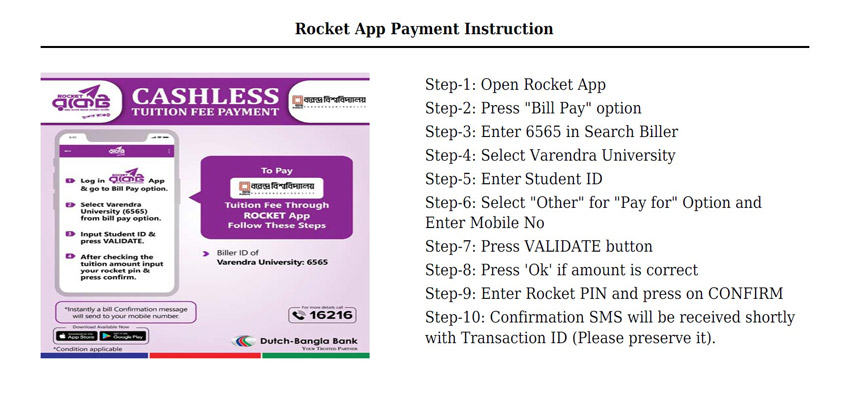 Rocket App Payment Instruction
ROCKET
রকেট
CASHLESS
TUITION FEE PAYMENT
বরেন্দ্র বিশ্ববিদ্যালয়
1 Log in রকেট App
& go to Bill Pay option.
2 Select Varendra
University (6565)
from bill pay option.
3 Input Student ID &
press VALIDATE.
4 After checking the
tuition amount input
your rocket pin &
press confirm.
To Pay
বরেন্দ্র বিশ্ববিদ্যালয়
Tuition Fee Through
ROCKET App
Follow These Steps
Biller ID of
Varendra University: 6565
*Instantly a bill Confirmation message
will send to your mobile number.
For more details call
16216
Download Available Now
App Store
Google Play
*Condition applicable
Dutch-Bangla Bank
YOUR TRUSTED PARTNER
Step-1: Open Rocket App
Step-2: Press "Bill Pay" option
Step-3: Enter 6565 in Search Biller
Step-4: Select Varendra University
Step-5: Enter Student ID
Step-6: Select "Other" for "Pay for" Option and
Enter Mobile No
Step-7: Press VALIDATE button
Step-8: Press 'Ok' if amount is correct
Step-9: Enter Rocket PIN and press on CONFIRM
Step-10: Confirmation SMS will be received shortly
with Transaction ID (Please preserve it).